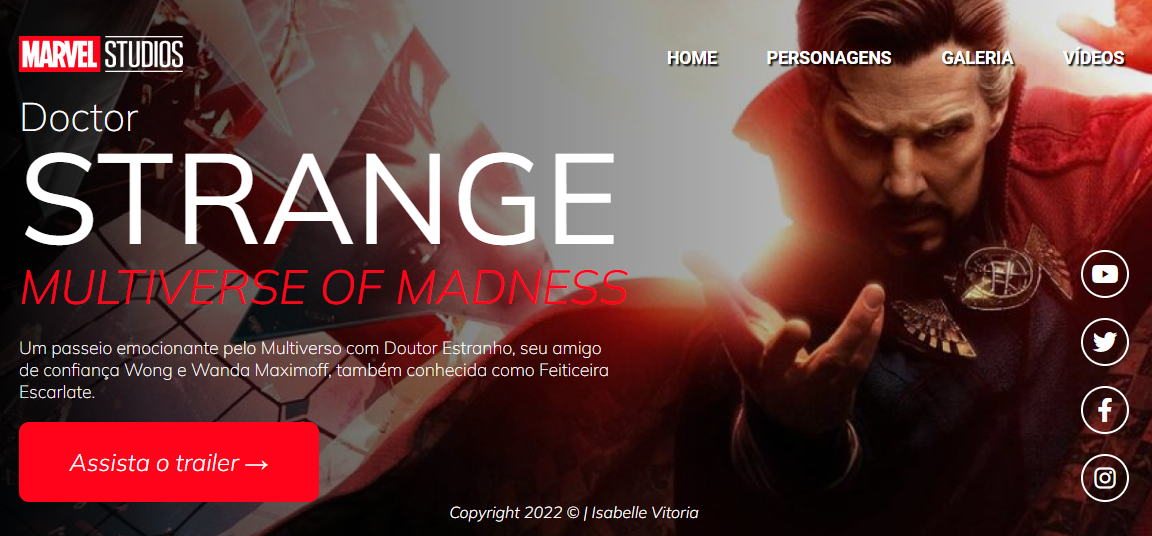 MARVEL STUDIOS
HOME PERSONAGENS GALERIA VÍDEOS
Doctor
STRANGE
MULTIVERSE OF MADNESS
Um passeio emocionante pelo Multiverso com Doutor Estranho, seu amigo
de confiança Wong e Wanda Maximoff, também conhecida como Feiticeira
Escarlate.
Assista o trailer →
Copyright 2022 © | Isabelle Vitoria